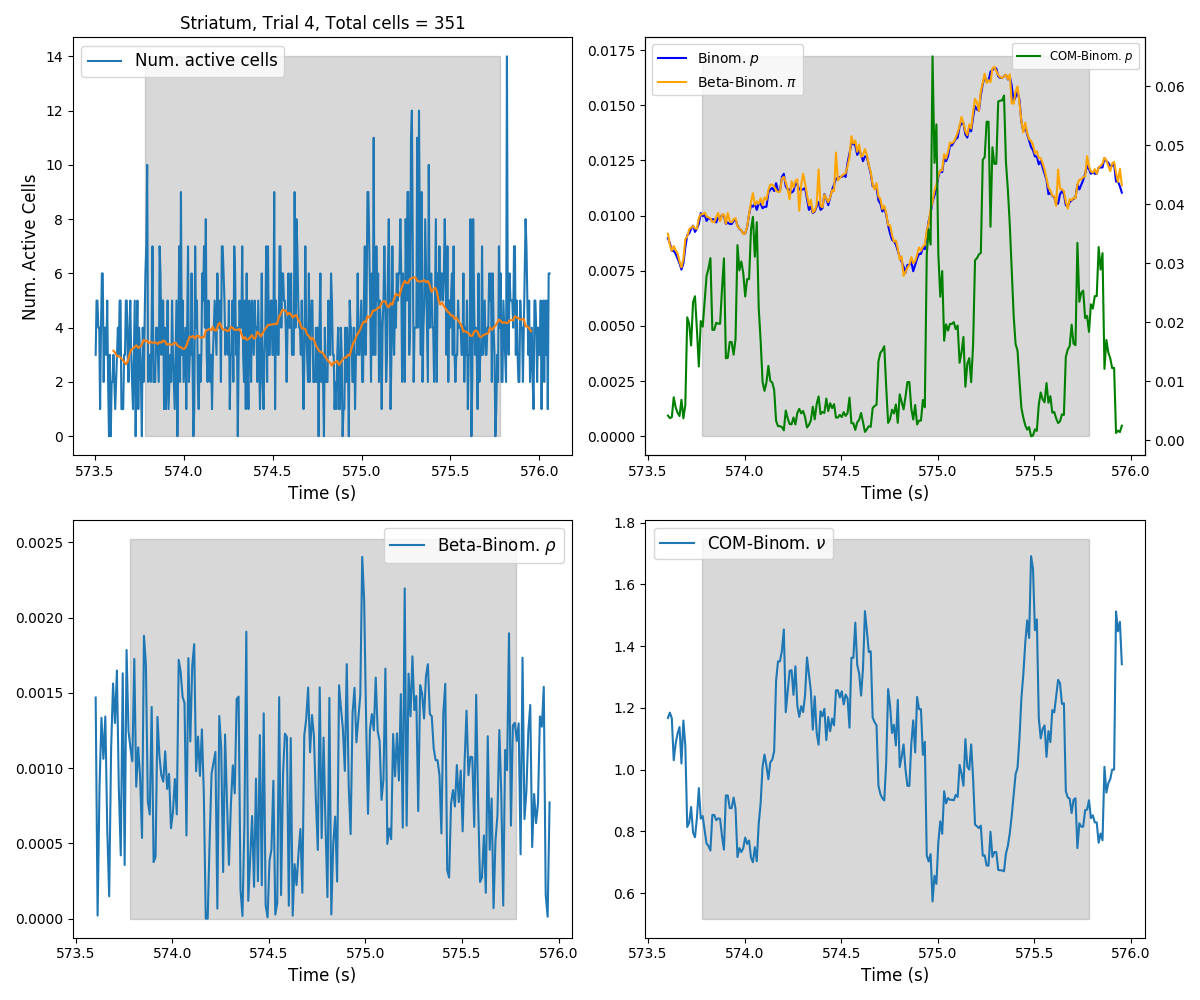 Striatum, Trial 4, Total cells = 351
Num. active cells
Num. Active Cells
14
12
10
8
6
4
2
0
573.5 574.0 574.5 575.0 575.5 576.0
Time (s)
Binom. p
Beta-Binom. π
COM-Binom. p
0.0175
0.0150
0.0125
0.0100
0.0075
0.0050
0.0025
0.0000
0.06
0.05
0.04
0.03
0.02
0.01
0.00
573.5 574.0 574.5 575.0 575.5 576.0
Time (s)
Beta-Binom. ρ
0.0025
0.0020
0.0015
0.0010
0.0005
0.0000
573.5 574.0 574.5 575.0 575.5 576.0
Time (s)
COM-Binom. ν
1.8
1.6
1.4
1.2
1.0
0.8
0.6
573.5 574.0 574.5 575.0 575.5 576.0
Time (s)